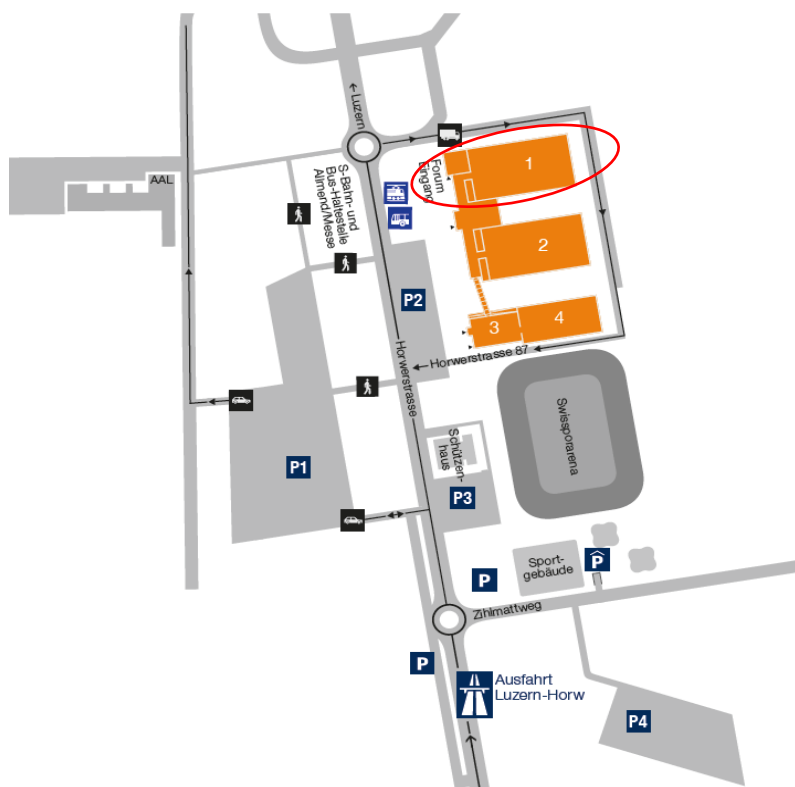 ← Luzern
Forum
Eingang
1
AAL
S-Bahn- und
Bus-Haltestelle
Allmend/Messe
2
P2
3
4
Horwerstrasse 87
Horwerstrasse
Swissporarena
Schützen-
haus
P1
P3
Sport-
gebäude
P
P
Zihlmattweg
P
Ausfahrt
Luzern-Horw
P4